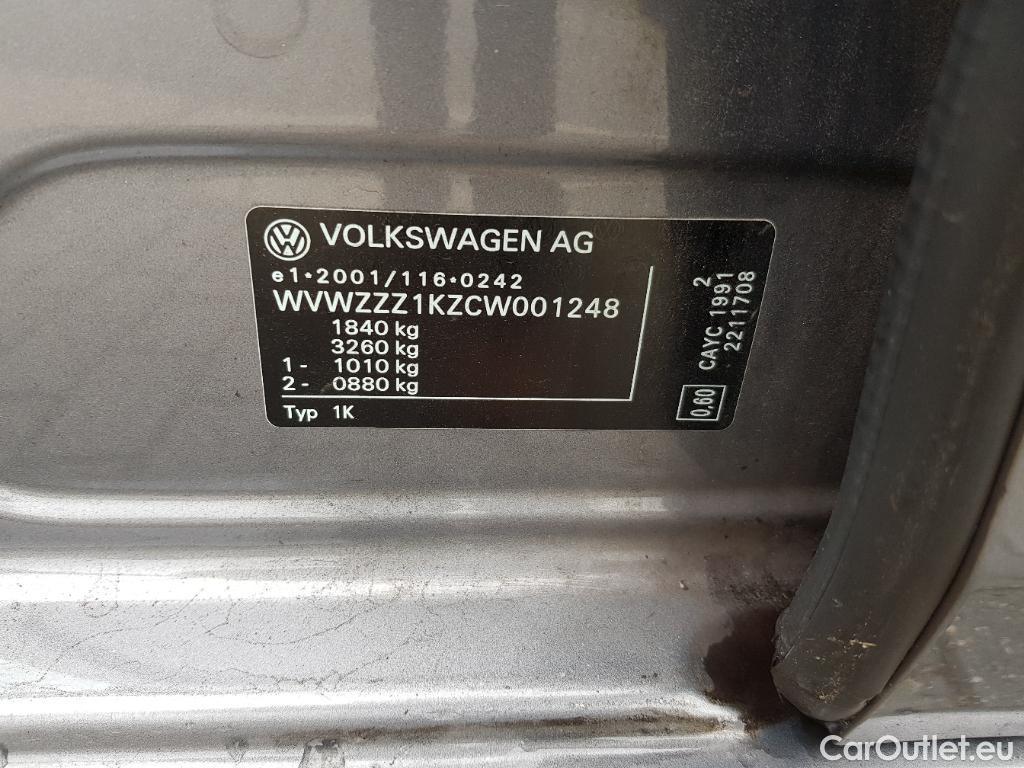 VOLKSWAGEN AG
e1*2001/116*0242
WVWZZZ1KZCW001248
1840 kg
3260 kg
1 - 1010 kg
2 - 0880 kg
Typ 1K
0,60
CAYC 1991 2
2211708
CarOutlet.eu